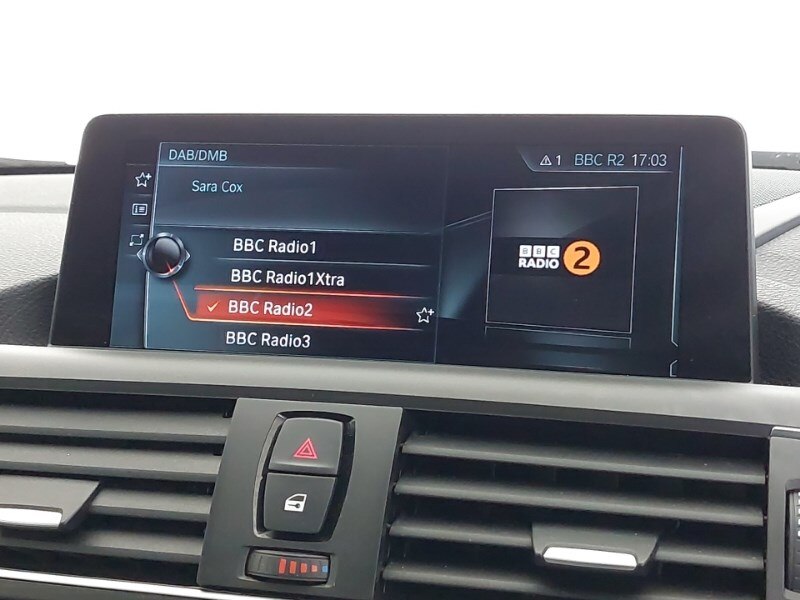 DAB/DMB
1 BBC R2 17:03
Sara Cox
BBC Radio1
BBC Radio1Xtra
BBC Radio2
BBC Radio3
BBC
RADIO 2